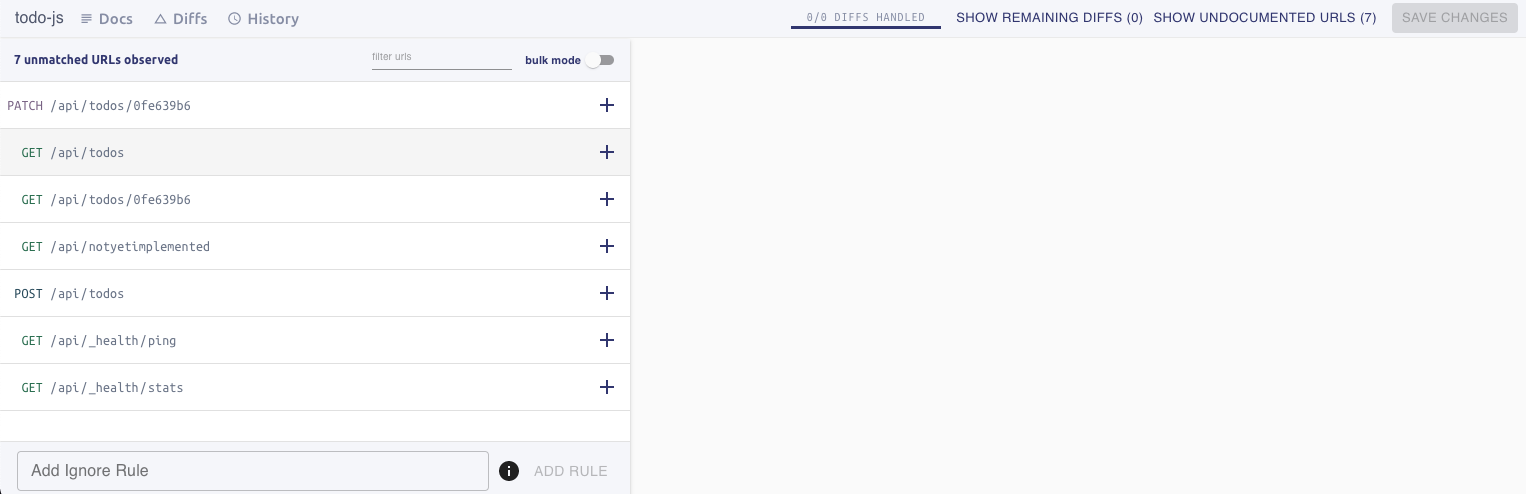 todo-js Docs Diffs History 0/0 DIFFS HANDLED SHOW REMAINING DIFFS (0) SHOW UNDOCUMENTED URLS (7) SAVE CHANGES
7 unmatched URLs observed filter urls bulk mode
PATCH /api/todos/0fe639b6
GET /api/todos
GET /api/todos/0fe639b6
GET /api/notyetimplemented
POST /api/todos
GET /api/_health/ping
GET /api/_health/stats
Add Ignore Rule ADD RULE